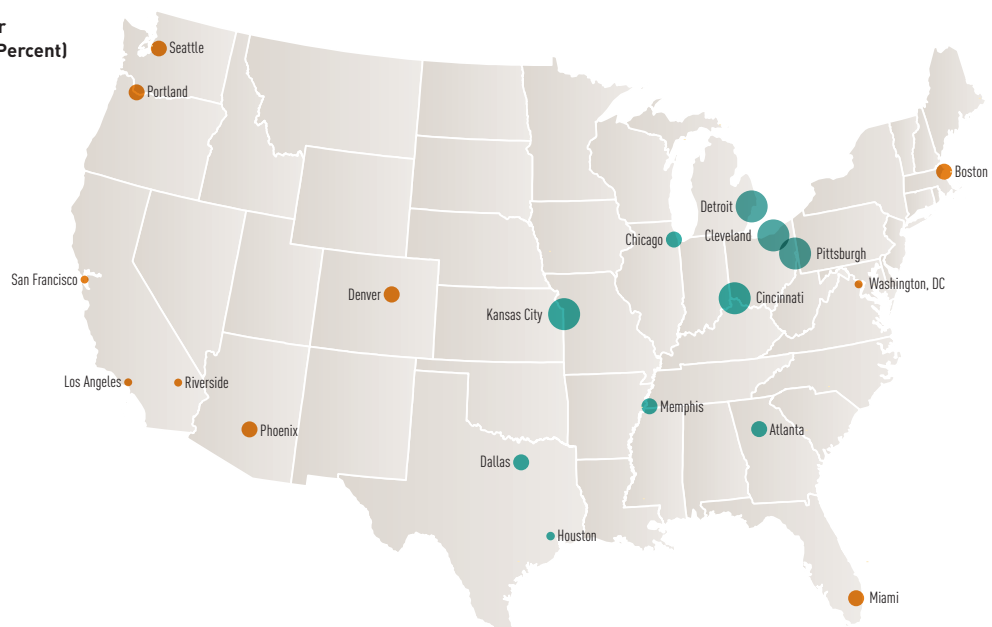 r
Percent)
Seattle
Portland
Boston
Detroit
Chicago
Cleveland
Pittsburgh
San Francisco
Washington, DC
Denver
Cincinnati
Kansas City
Los Angeles
Riverside
Memphis
Phoenix
Atlanta
Dallas
Houston
Miami